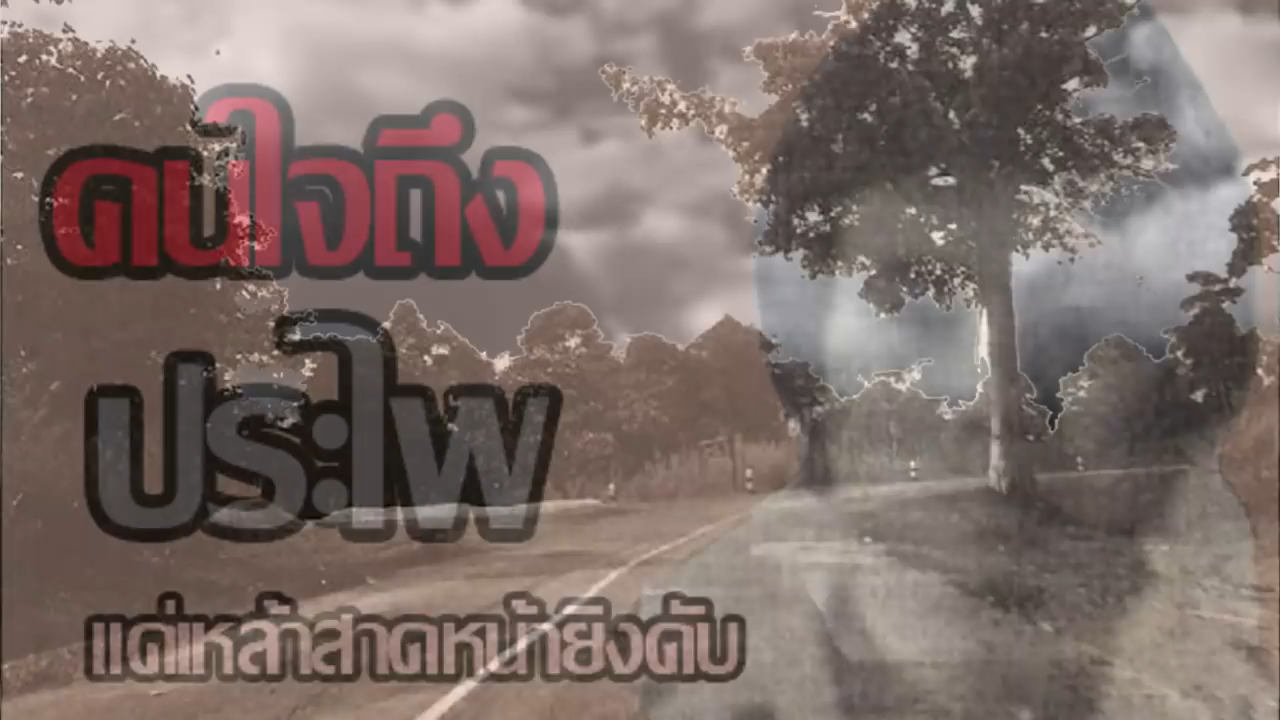 คนใจถึง
ประไพ
แค่เหล้าสาดหน้ายิงดับ